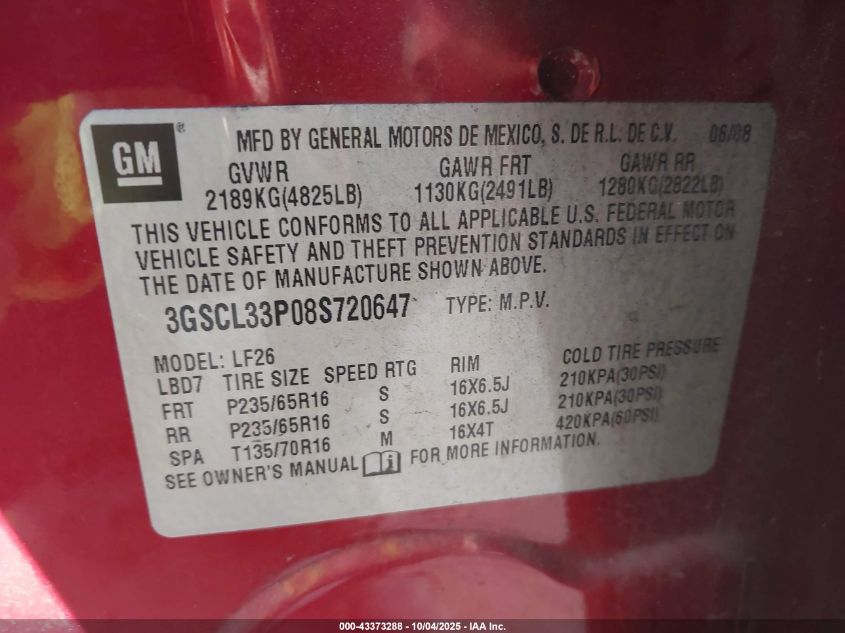 GM ® MFD BY GENERAL MOTORS DE MEXICO, S. DE R.L. DE C.V. 06/08
GVWR GAWR FRT GAWR RR
2189KG(4825LB) 1130KG(2491LB) 1280KG(2822LB)
THIS VEHICLE CONFORMS TO ALL APPLICABLE U.S. FEDERAL MOTOR
VEHICLE SAFETY AND THEFT PREVENTION STANDARDS IN EFFECT ON
THE DATE OF MANUFACTURE SHOWN ABOVE.
3GSCL33P08S720647 TYPE: M.P.V.
MODEL: LF26
LBD7 TIRE SIZE SPEED RTG RIM COLD TIRE PRESSURE
FRT P235/65R16 S 16X6.5J 210KPA(30PSI)
RR P235/65R16 S 16X6.5J 210KPA(30PSI)
SPA T135/70R16 M 16X4T 420KPA(60PSI)
SEE OWNER'S MANUAL FOR MORE INFORMATION.
000-43373288 - 10/04/2025 - IAA Inc.